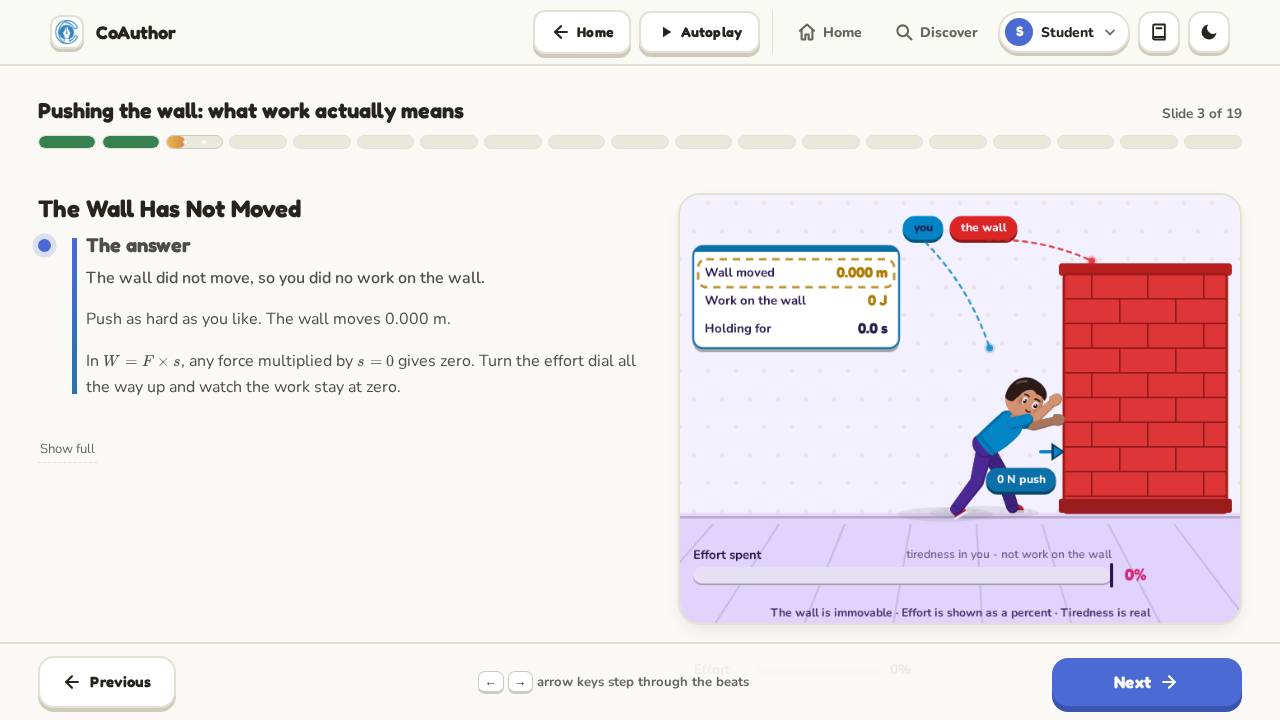 CoAuthor
Home
Autoplay
Home
Discover
S
Student
Pushing the wall: what work actually means
Slide 3 of 19
The Wall Has Not Moved
The answer
The wall did not move, so you did no work on the wall.
Push as hard as you like. The wall moves 0.000 m.
In W = F × s, any force multiplied by s = 0 gives zero. Turn the effort dial all
the way up and watch the work stay at zero.
Show full
you
the wall
Wall moved 0.000 m
Work on the wall 0 J
Holding for 0.0 s
0 N push
Effort spent
tiredness in you - not work on the wall
0%
The wall is immovable · Effort is shown as a percent · Tiredness is real
Effort 0%
Previous
← → arrow keys step through the beats
Next